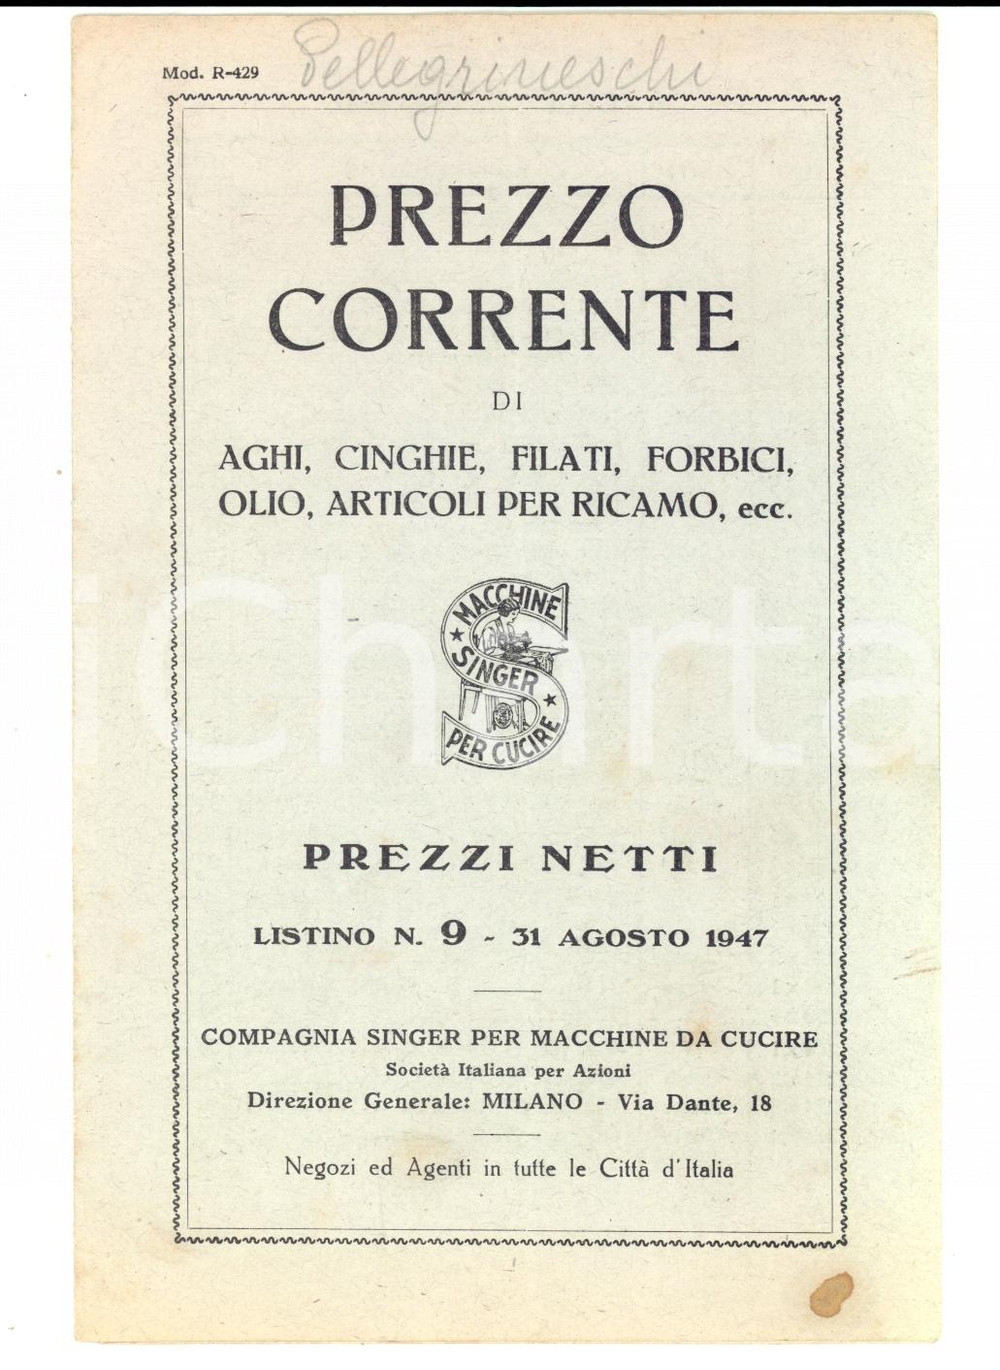 Pellegrineschi
Mod. R-429
PREZZO
CORRENTE
DI
AGHI, CINGHIE, FILATI, FORBICI,
OLIO, ARTICOLI PER RICAMO, ecc.
MACCHINE
SINGER
PER CUCIRE
PREZZI NETTI
LISTINO N. 9 - 31 AGOSTO 1947
COMPAGNIA SINGER PER MACCHINE DA CUCIRE
Società Italiana per Azioni
Direzione Generale: MILANO - Via Dante, 18
Negozi ed Agenti in tutte le Città d'Italia